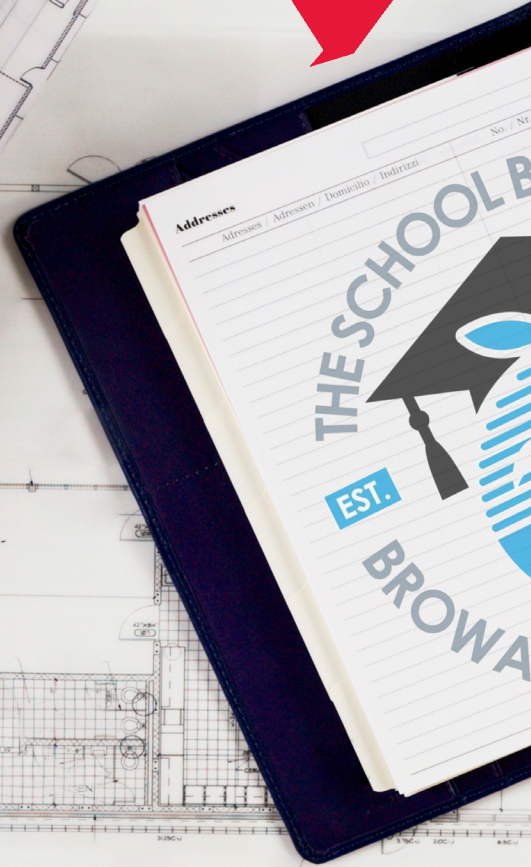 Addresses
Adresses / Adressen / Domicilio / Indirizzi
No. / Nr.
THE SCHOOL B
EST.
BROWA